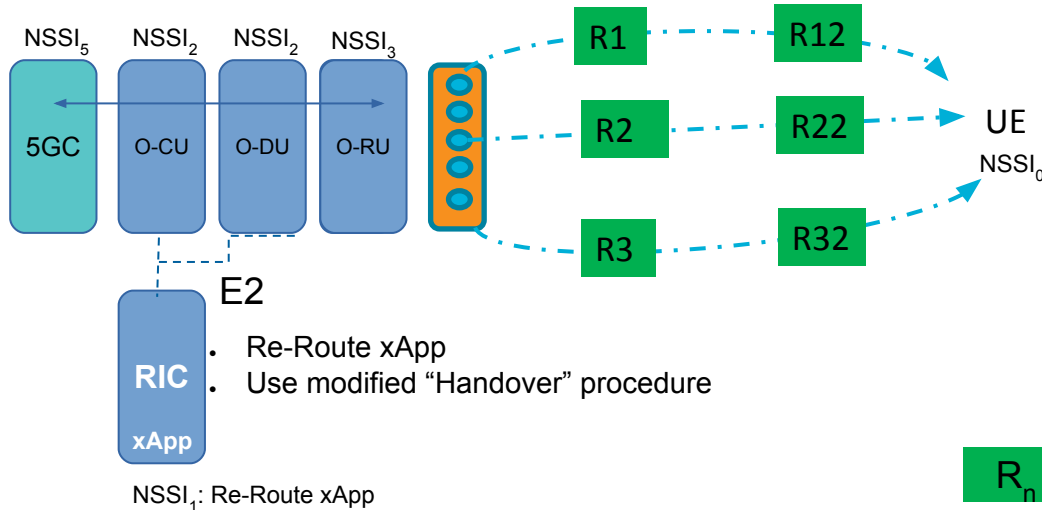 NSSI₅ NSSI₂ NSSI₂ NSSI₃
5GC O-CU O-DU O-RU
R1 R12
R2 R22
R3 R32
UE
NSSI₀
E2
RIC
xApp
. Re-Route xApp
. Use modified “Handover” procedure
NSSI₁: Re-Route xApp
Rₙ